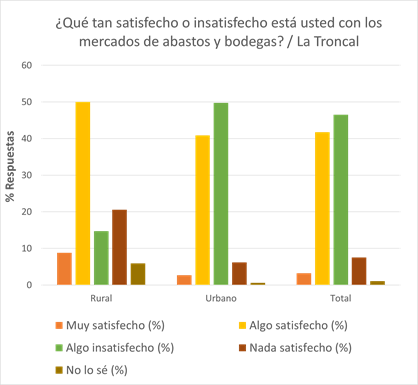 ¿Qué tan satisfecho o insatisfecho está usted con los
mercados de abastos y bodegas? / La Troncal
% Respuestas
60
50
40
30
20
10
0
Rural
Urbano
Total
Muy satisfecho (%)
Algo satisfecho (%)
Algo insatisfecho (%)
Nada satisfecho (%)
No lo sé (%)